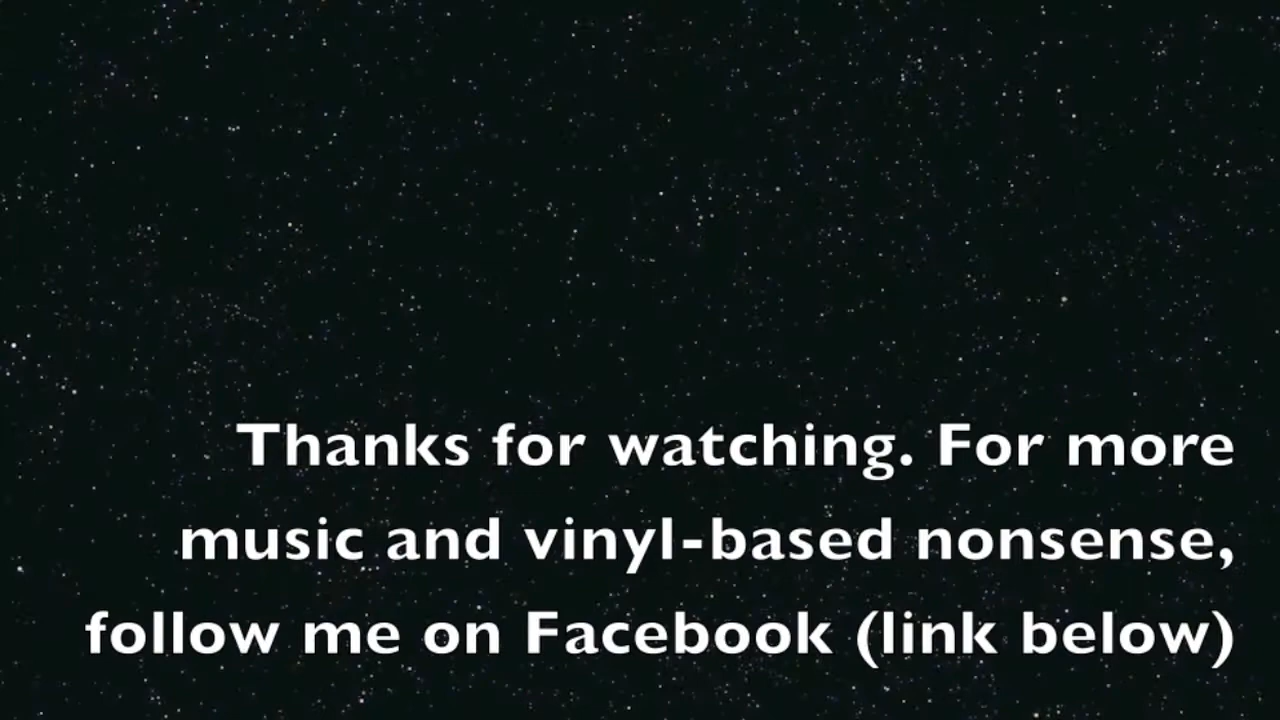 Thanks for watching. For more
music and vinyl-based nonsense,
follow me on Facebook (link below)